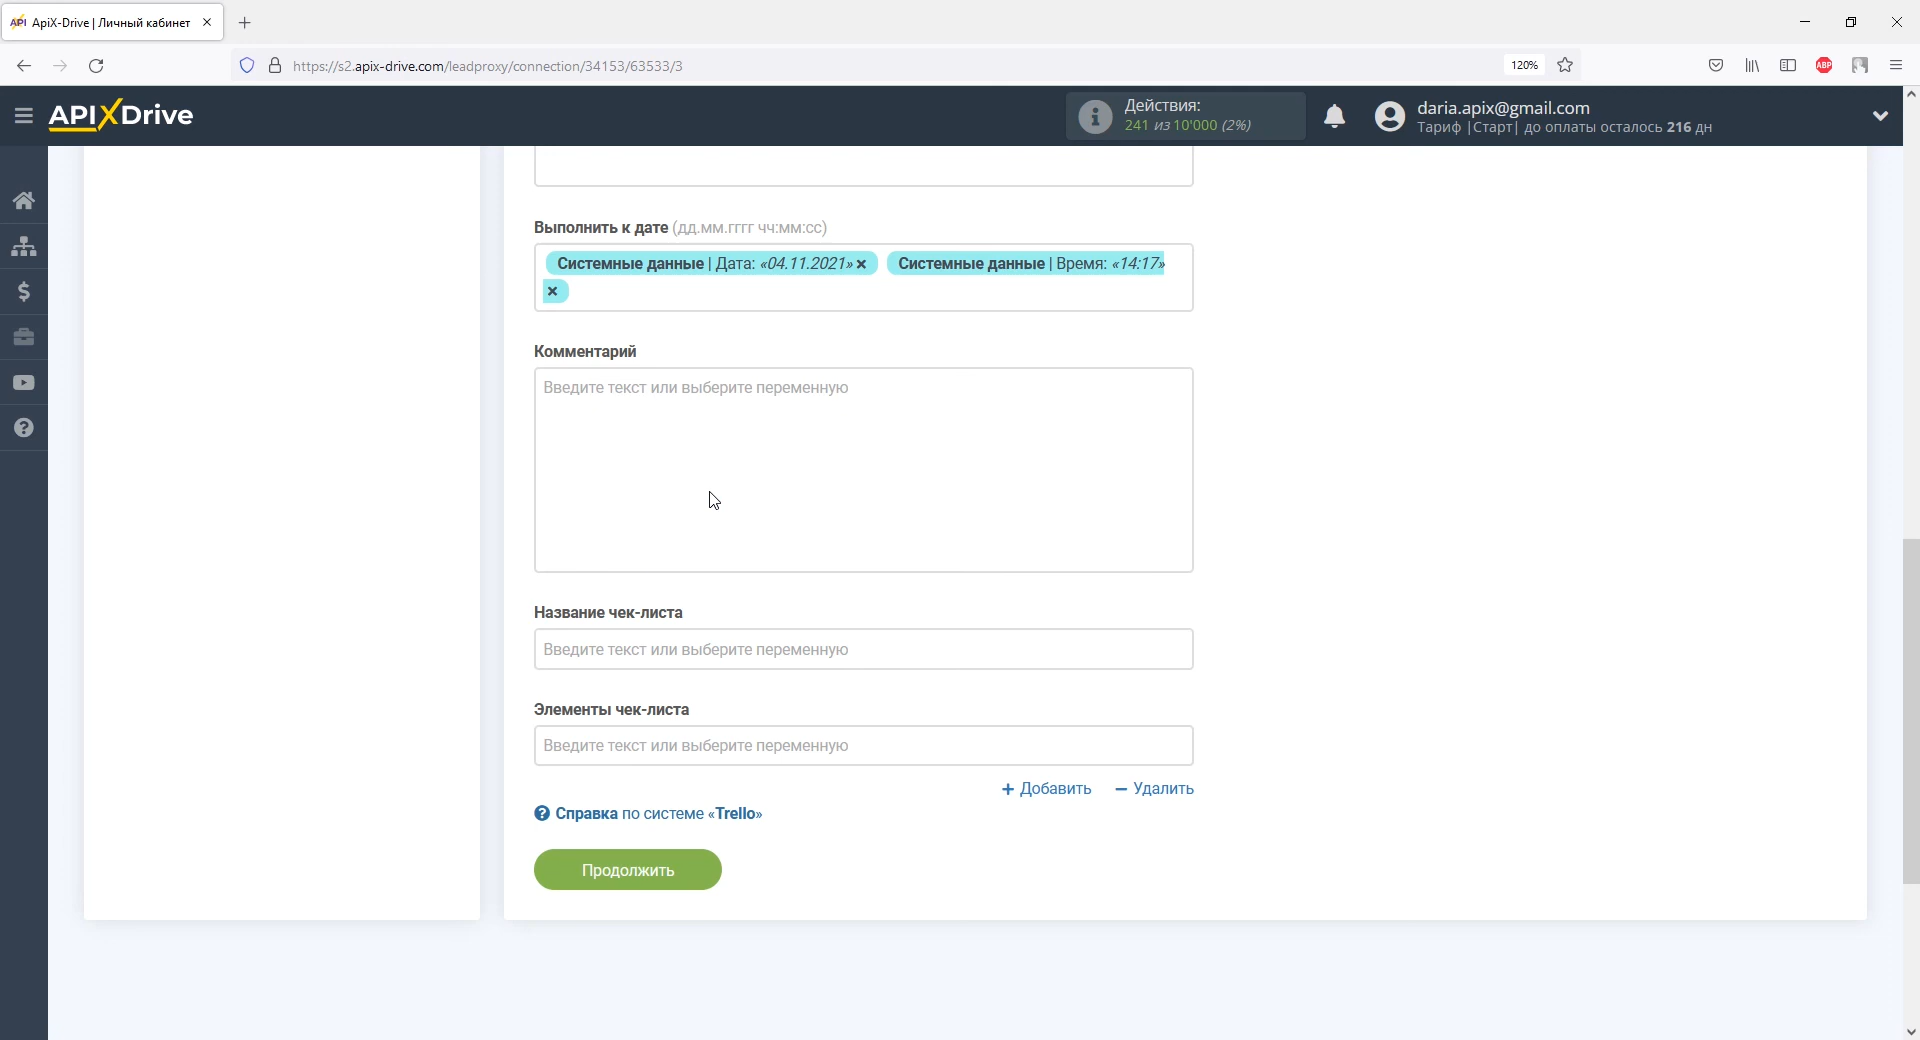 API ApiX-Drive | Личный кабинет
https://s2.apix-drive.com/leadproxy/connection/34153/63533/3
120%
ABP
APIXDrive
Действия:
241 из 10'000 (2%)
daria.apix@gmail.com
Тариф |Старт| до оплаты осталось 216 дн
Выполнить к дате (дд.мм.гггг чч:мм:сс)
Системные данные | Дата: «04.11.2021» × Системные данные | Время: «14:17»
×
Комментарий
Введите текст или выберите переменную
Название чек-листа
Введите текст или выберите переменную
Элементы чек-листа
Введите текст или выберите переменную
+ Добавить − Удалить
? Справка по системе «Trello»
Продолжить